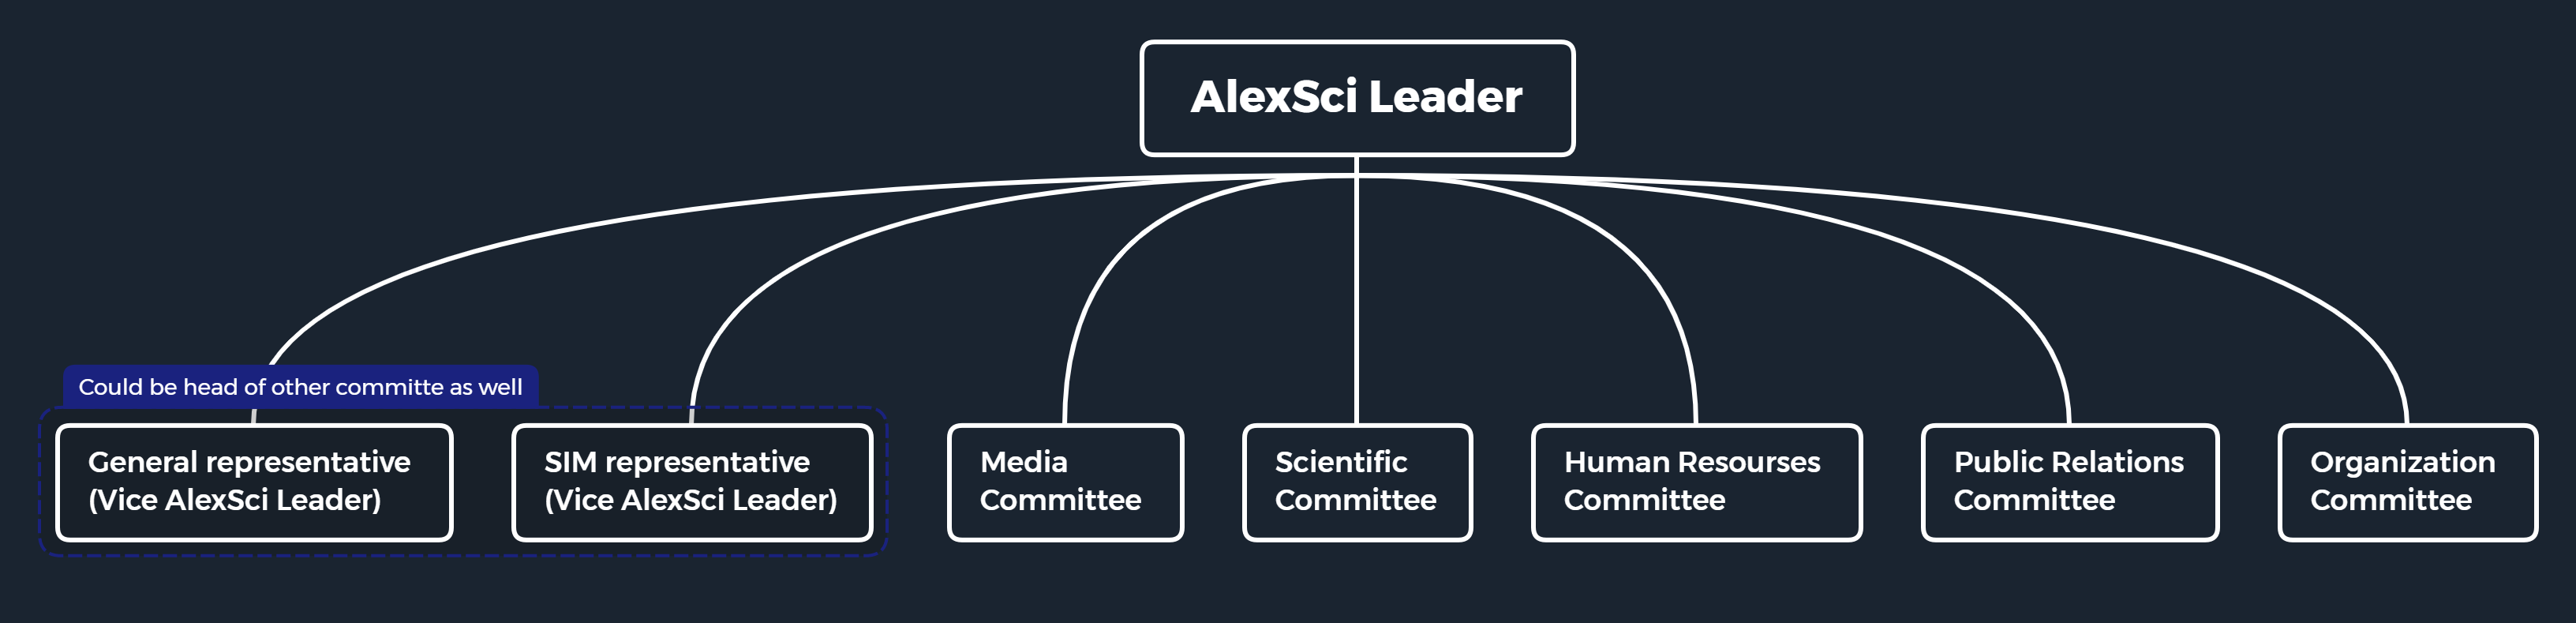 AlexSci Leader
Could be head of other committe as well
General representative
(Vice AlexSci Leader)
SIM representative
(Vice AlexSci Leader)
Media
Committee
Scientific
Committee
Human Resourses
Committee
Public Relations
Committee
Organization
Committee